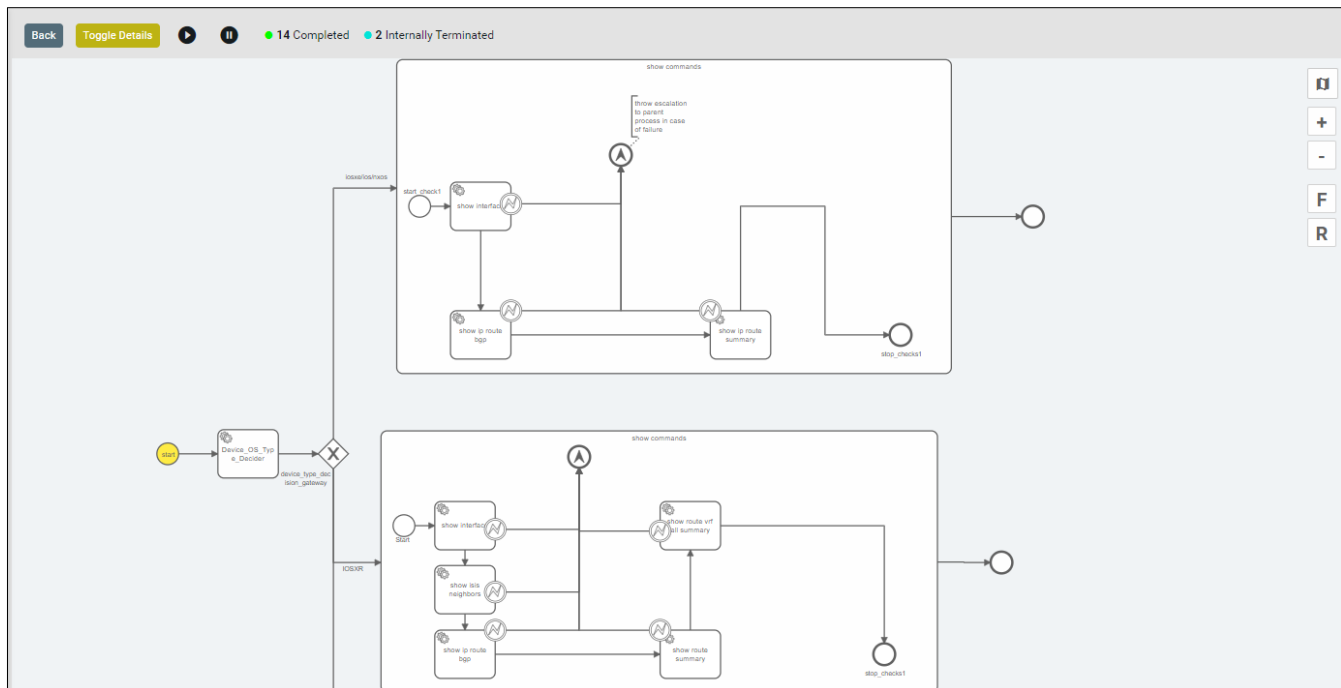 Back
Toggle Details
14 Completed
2 Internally Terminated
show commands
throw escalation
to parent
process in case
of failure
iosxe/ios/nxos
start_check1
show interfac
show ip route
bgp
show ip route
summary
stop_checks1
+
-
F
R
start
Device_OS_Typ
e_Decider
X
device_type_dec
ision_gateway
IOSXR
show commands
Start
show interfac
show isis
neighbors
show ip route
bgp
show route vrf
all summary
show route
summary
stop_checks1